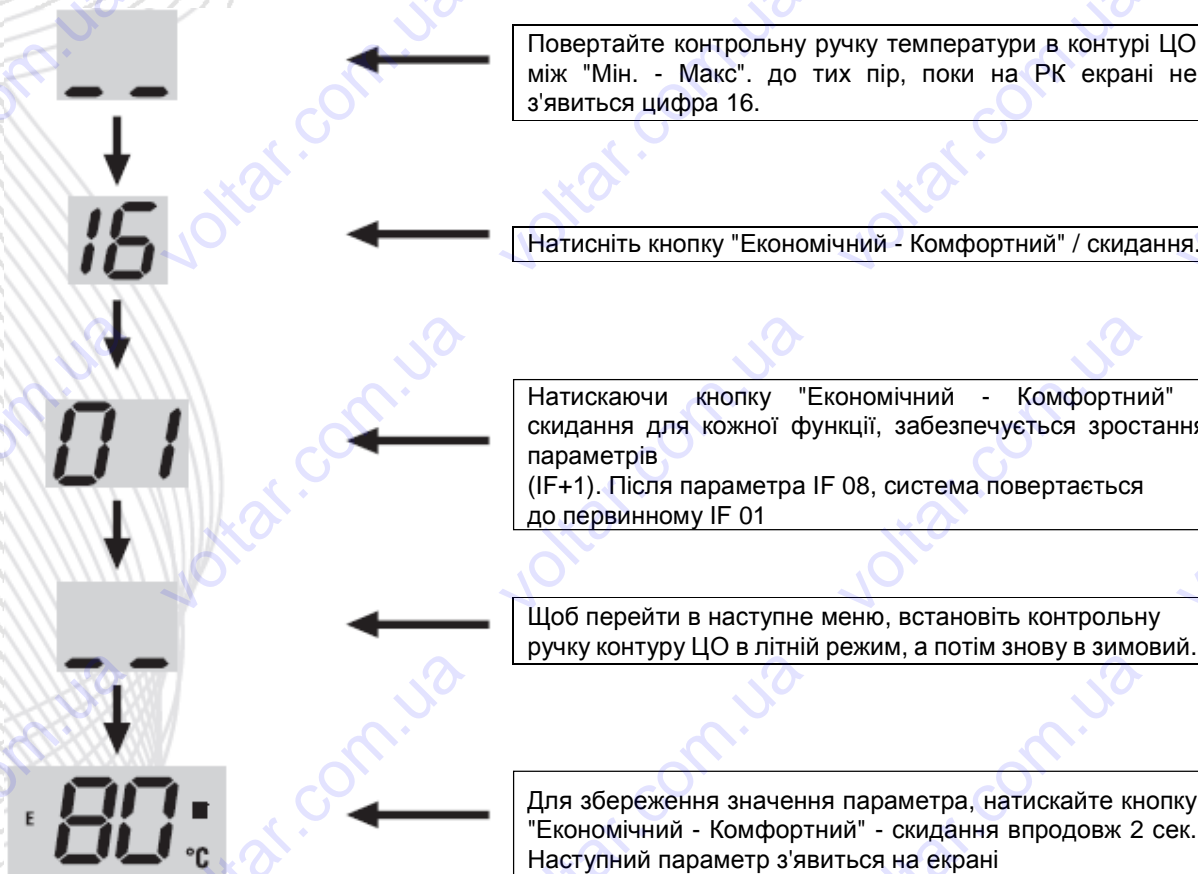 Повертайте контрольну ручку температури в контурі ЦО
між "Мін. - Макс". до тих пір, поки на РК екрані не
з'явиться цифра 16.
16
Натисніть кнопку "Економічний - Комфортний" / скидання.
01
Натискаючи кнопку "Економічний - Комфортний"
скидання для кожної функції, забезпечується зростання
параметрів
(IF+1). Після параметра IF 08, система повертається
до первинному IF 01
Щоб перейти в наступне меню, встановіть контрольну
ручку контуру ЦО в літній режим, а потім знову в зимовий.
E 80 °C
Для збереження значення параметра, натискайте кнопку
"Економічний - Комфортний" - скидання впродовж 2 сек.
Наступний параметр з'явиться на екрані
voltar.com.ua